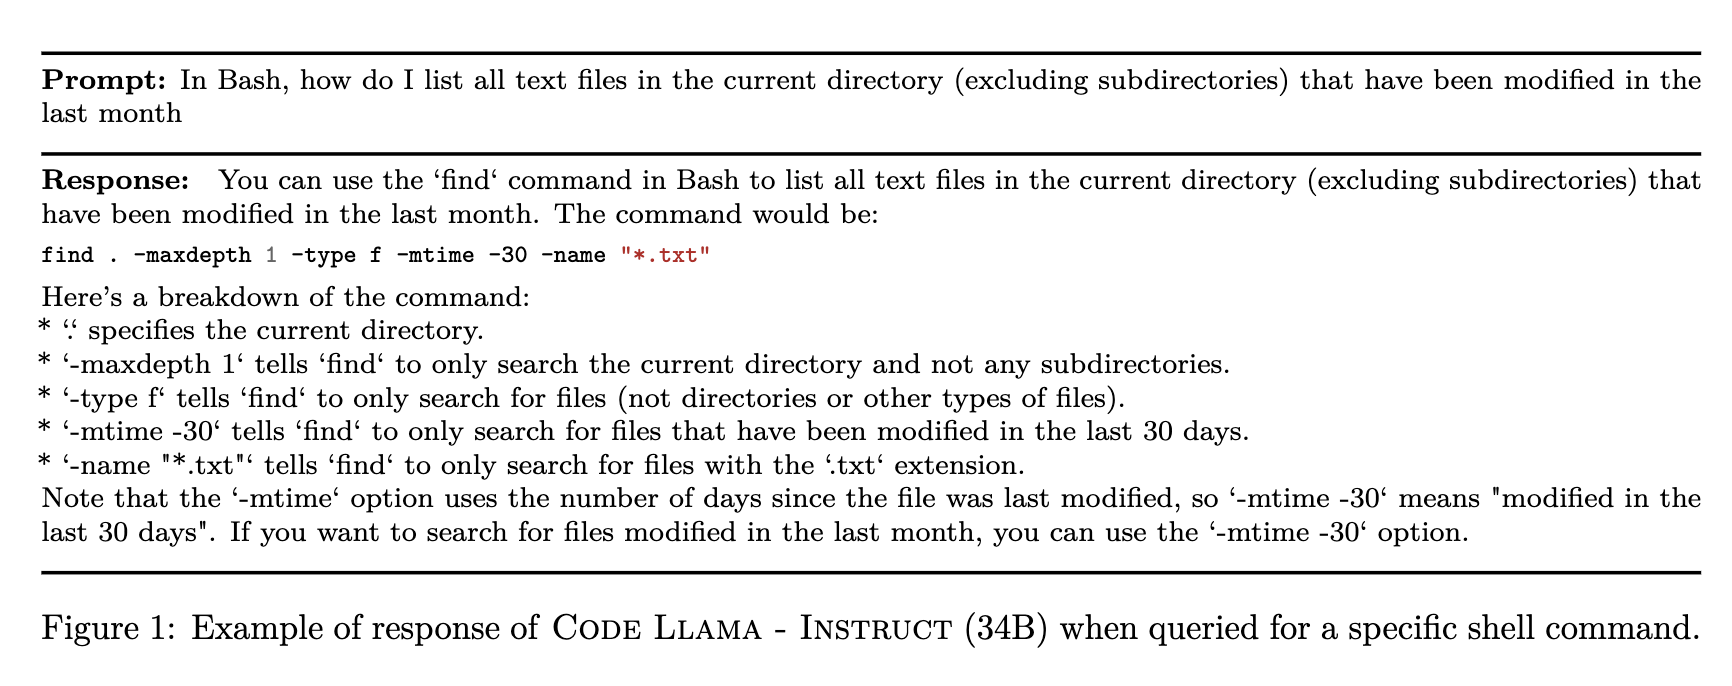 Prompt: In Bash, how do I list all text files in the current directory (excluding subdirectories) that have been modified in the
last month
Response: You can use the ‘find‘ command in Bash to list all text files in the current directory (excluding subdirectories) that
have been modified in the last month. The command would be:
find . -maxdepth 1 -type f -mtime -30 -name "*.txt"
Here’s a breakdown of the command:
* ‘.‘ specifies the current directory.
* ‘-maxdepth 1‘ tells ‘find‘ to only search the current directory and not any subdirectories.
* ‘-type f‘ tells ‘find‘ to only search for files (not directories or other types of files).
* ‘-mtime -30‘ tells ‘find‘ to only search for files that have been modified in the last 30 days.
* ‘-name "*.txt"‘ tells ‘find‘ to only search for files with the ‘.txt‘ extension.
Note that the ‘-mtime‘ option uses the number of days since the file was last modified, so ‘-mtime -30‘ means "modified in the
last 30 days". If you want to search for files modified in the last month, you can use the ‘-mtime -30‘ option.
Figure 1: Example of response of Code Llama - Instruct (34B) when queried for a specific shell command.